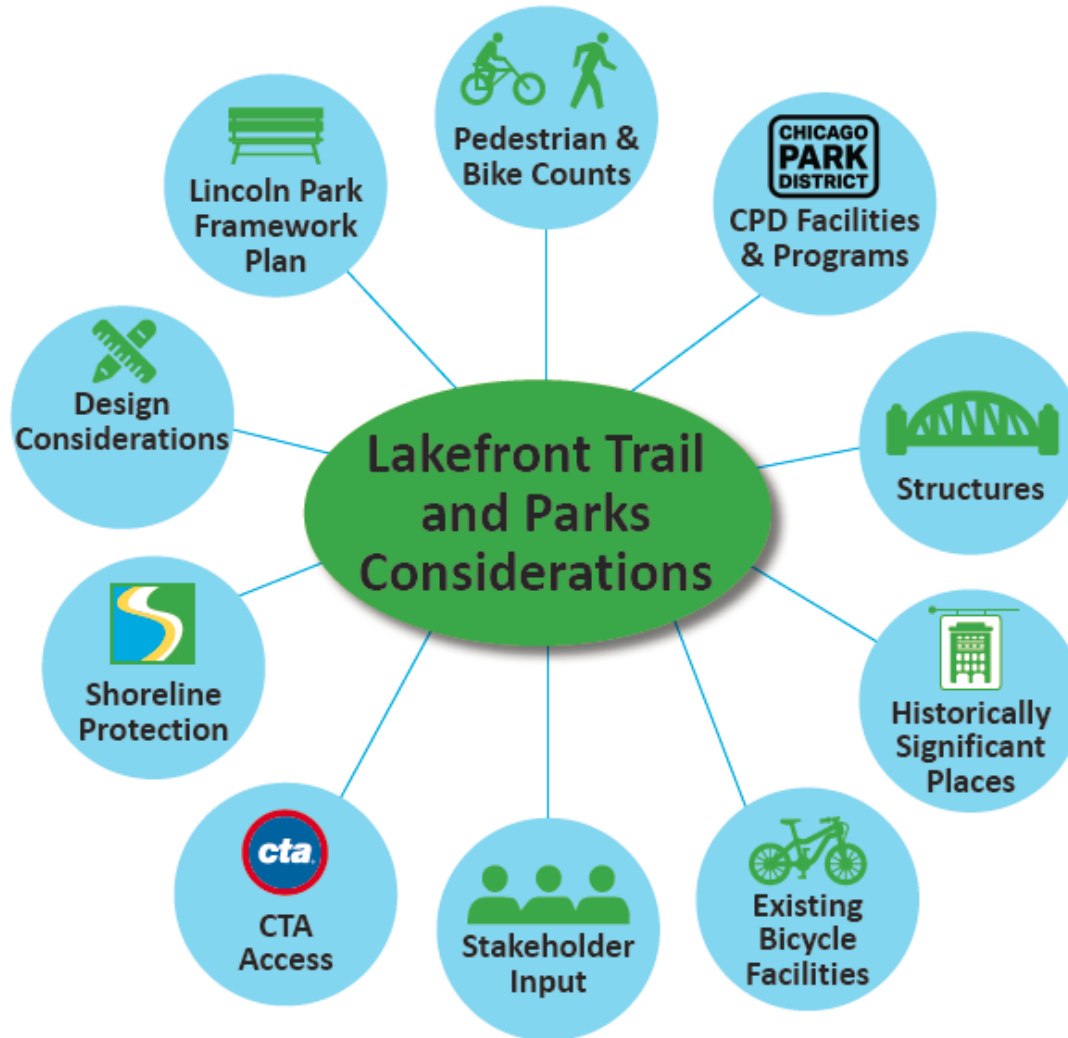 Pedestrian &
Bike Counts
CHICAGO
PARK
DISTRICT
CPD Facilities
& Programs
Structures
Historically
Significant
Places
Existing
Bicycle
Facilities
Stakeholder
Input
cta
CTA
Access
Shoreline
Protection
Design
Considerations
Lincoln Park
Framework
Plan
Lakefront Trail
and Parks
Considerations